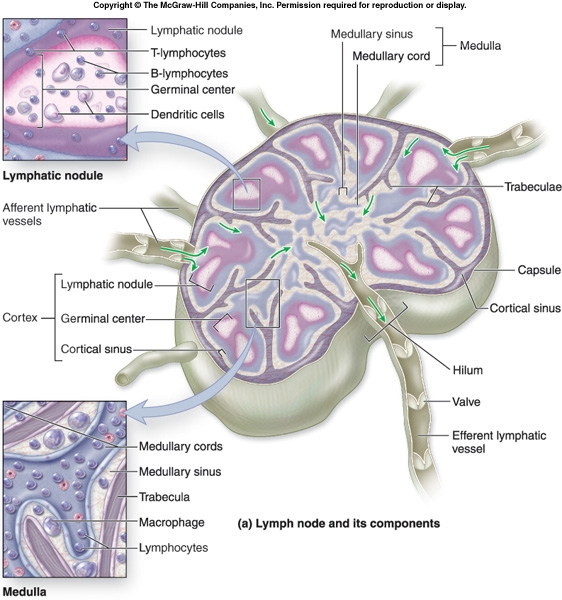 Copyright © The McGraw-Hill Companies, Inc. Permission required for reproduction or display.
Lymphatic nodule
T-lymphocytes
B-lymphocytes
Germinal center
Dendritic cells
Lymphatic nodule
Medullary sinus
Medullary cord
Medulla
Trabeculae
Afferent lymphatic
vessels
Capsule
Cortical sinus
Cortex
Lymphatic nodule
Germinal center
Cortical sinus
Hilum
Valve
Efferent lymphatic
vessel
Medullary cords
Medullary sinus
Trabecula
Macrophage
Lymphocytes
Medulla
(a) Lymph node and its components